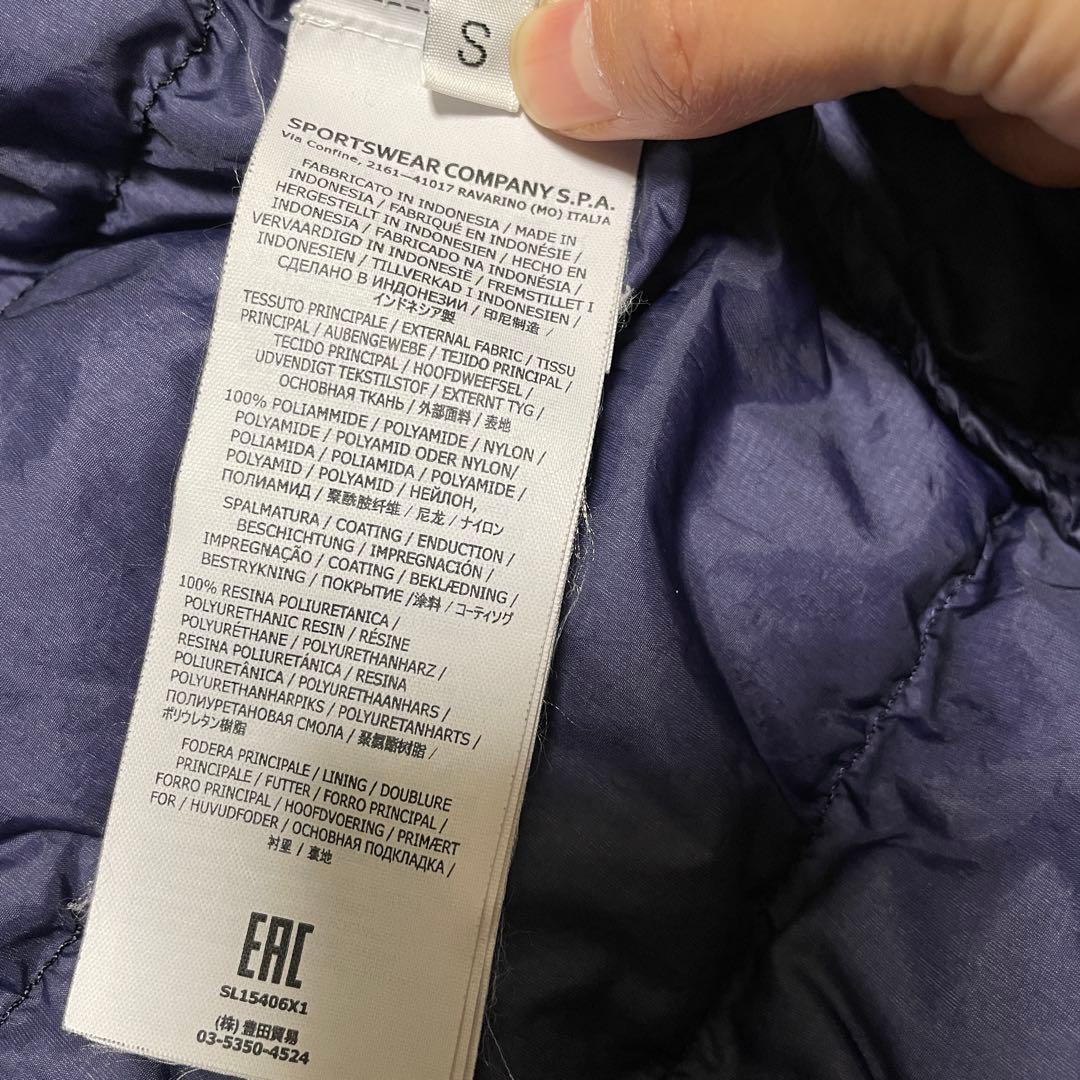 S
SPORTSWEAR COMPANY S.P.A.
Via Confine, 2161—41017 RAVARINO (MO) ITALIA
FABBRICATO IN INDONESIA / MADE IN
INDONESIA / FABRIQUÉ EN INDONÉSIE /
HERGESTELLT IN INDONESIEN / HECHO EN
INDONESIA / FABRICADO NA INDONÉSIA /
VERVAARDIGD IN INDONESIË / FREMSTILLET I
INDONESIEN / TILLVERKAD I INDONESIEN /
СДЕЛАНО В ИНДОНЕЗИИ / 印尼制造 /
インドネシア製
TESSUTO PRINCIPALE / EXTERNAL FABRIC / TISSU
PRINCIPAL / AUßENGEWEBE / TEJIDO PRINCIPAL /
TECIDO PRINCIPAL / HOOFDWEEFSEL /
UDVENDIGT TEKSTILSTOF / EXTERNT TYG /
ОСНОВНАЯ ТКАНЬ / 外部面料 / 表地
100% POLIAMMIDE / POLYAMIDE / NYLON /
POLYAMIDE / POLYAMID ODER NYLON/
POLIAMIDA / POLIAMIDA / POLYAMIDE /
POLYAMID / POLYAMID / НЕЙЛОН,
ПОЛИАМИД / 聚酰胺纤维 / 尼龙 / ナイロン
SPALMATURA / COATING / ENDUCTION /
BESCHICHTUNG / IMPREGNACIÓN /
IMPREGNAÇÃO / COATING / BEKLÆDNING /
BESTRYKNING / ПОКРЫТИЕ /涂料 / コーティング
100% RESINA POLIURETANICA /
POLYURETHANIC RESIN / RÉSINE
POLYURÉTHANE / POLYURETHANHARZ /
RESINA POLIURETÁNICA / RESINA
POLIURETÂNICA / POLYURETHAANHARS /
POLYURETHANHARPIKS / POLYURETANHARTS /
ПОЛИУРЕТАНОВАЯ СМОЛА / 聚氨酯树脂 /
ポリウレタン樹脂
FODERA PRINCIPALE / LINING / DOUBLURE
PRINCIPALE / FUTTER / FORRO PRINCIPAL /
FORRO PRINCIPAL / HOOFDVOERING / PRIMÆRT
FOR / HUVUDFODER / ОСНОВНАЯ ПОДКЛАДКА /
衬里 / 裏地
EAC
SL15406X1
(株) 豊田貿易
03-5350-4524